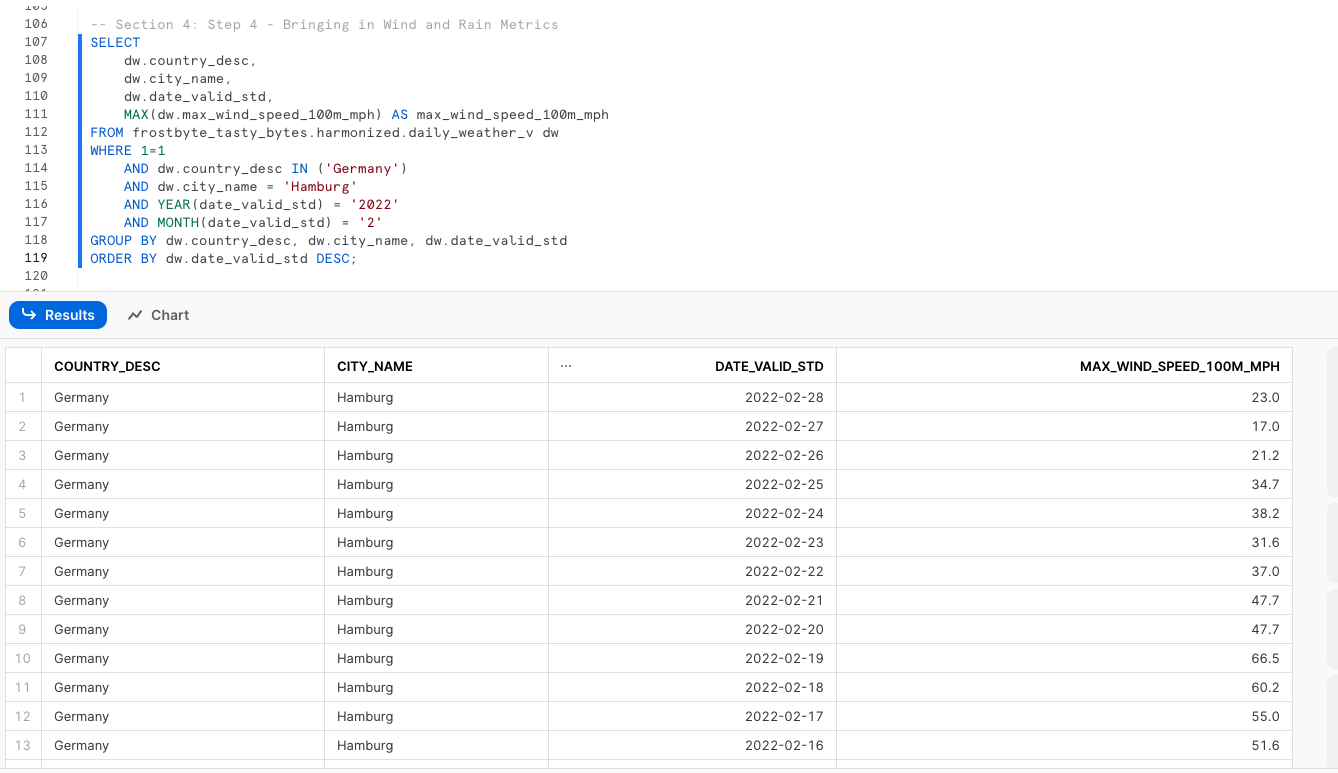 106 -- Section 4: Step 4 - Bringing in Wind and Rain Metrics
107 SELECT
108 dw.country_desc,
109 dw.city_name,
110 dw.date_valid_std,
111 MAX(dw.max_wind_speed_100m_mph) AS max_wind_speed_100m_mph
112 FROM frostbyte_tasty_bytes.harmonized.daily_weather_v dw
113 WHERE 1=1
114 AND dw.country_desc IN ('Germany')
115 AND dw.city_name = 'Hamburg'
116 AND YEAR(date_valid_std) = '2022'
117 AND MONTH(date_valid_std) = '2'
118 GROUP BY dw.country_desc, dw.city_name, dw.date_valid_std
119 ORDER BY dw.date_valid_std DESC;
120
Results Chart
COUNTRY_DESC CITY_NAME ... DATE_VALID_STD MAX_WIND_SPEED_100M_MPH
1 Germany Hamburg 2022-02-28 23.0
2 Germany Hamburg 2022-02-27 17.0
3 Germany Hamburg 2022-02-26 21.2
4 Germany Hamburg 2022-02-25 34.7
5 Germany Hamburg 2022-02-24 38.2
6 Germany Hamburg 2022-02-23 31.6
7 Germany Hamburg 2022-02-22 37.0
8 Germany Hamburg 2022-02-21 47.7
9 Germany Hamburg 2022-02-20 47.7
10 Germany Hamburg 2022-02-19 66.5
11 Germany Hamburg 2022-02-18 60.2
12 Germany Hamburg 2022-02-17 55.0
13 Germany Hamburg 2022-02-16 51.6